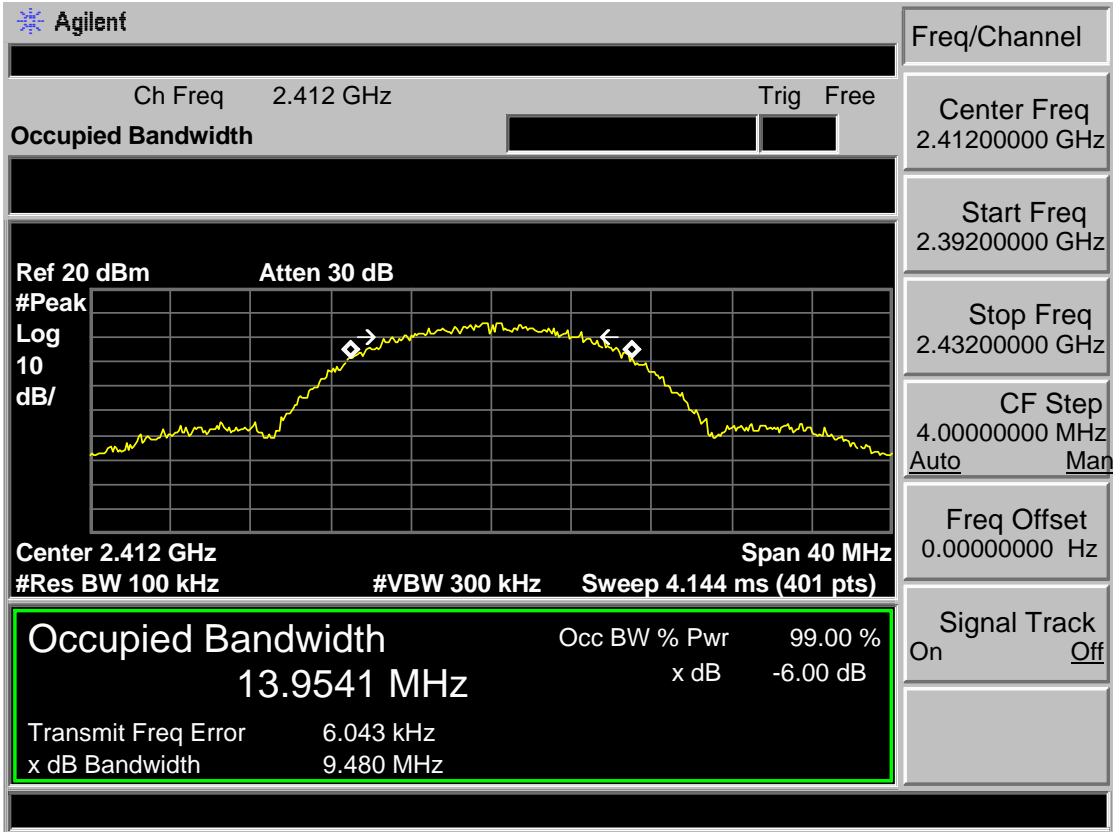 Agilent
Ch Freq 2.412 GHz Trig Free
Occupied Bandwidth
Ref 20 dBm Atten 30 dB
#Peak
Log
10
dB/
Center 2.412 GHz Span 40 MHz
#Res BW 100 kHz #VBW 300 kHz Sweep 4.144 ms (401 pts)
Occupied Bandwidth
13.9541 MHz
Occ BW % Pwr 99.00 %
x dB -6.00 dB
Transmit Freq Error 6.043 kHz
x dB Bandwidth 9.480 MHz
Freq/Channel
Center Freq
2.41200000 GHz
Start Freq
2.39200000 GHz
Stop Freq
2.43200000 GHz
CF Step
4.00000000 MHz
Auto Man
Freq Offset
0.00000000 Hz
Signal Track
On Off